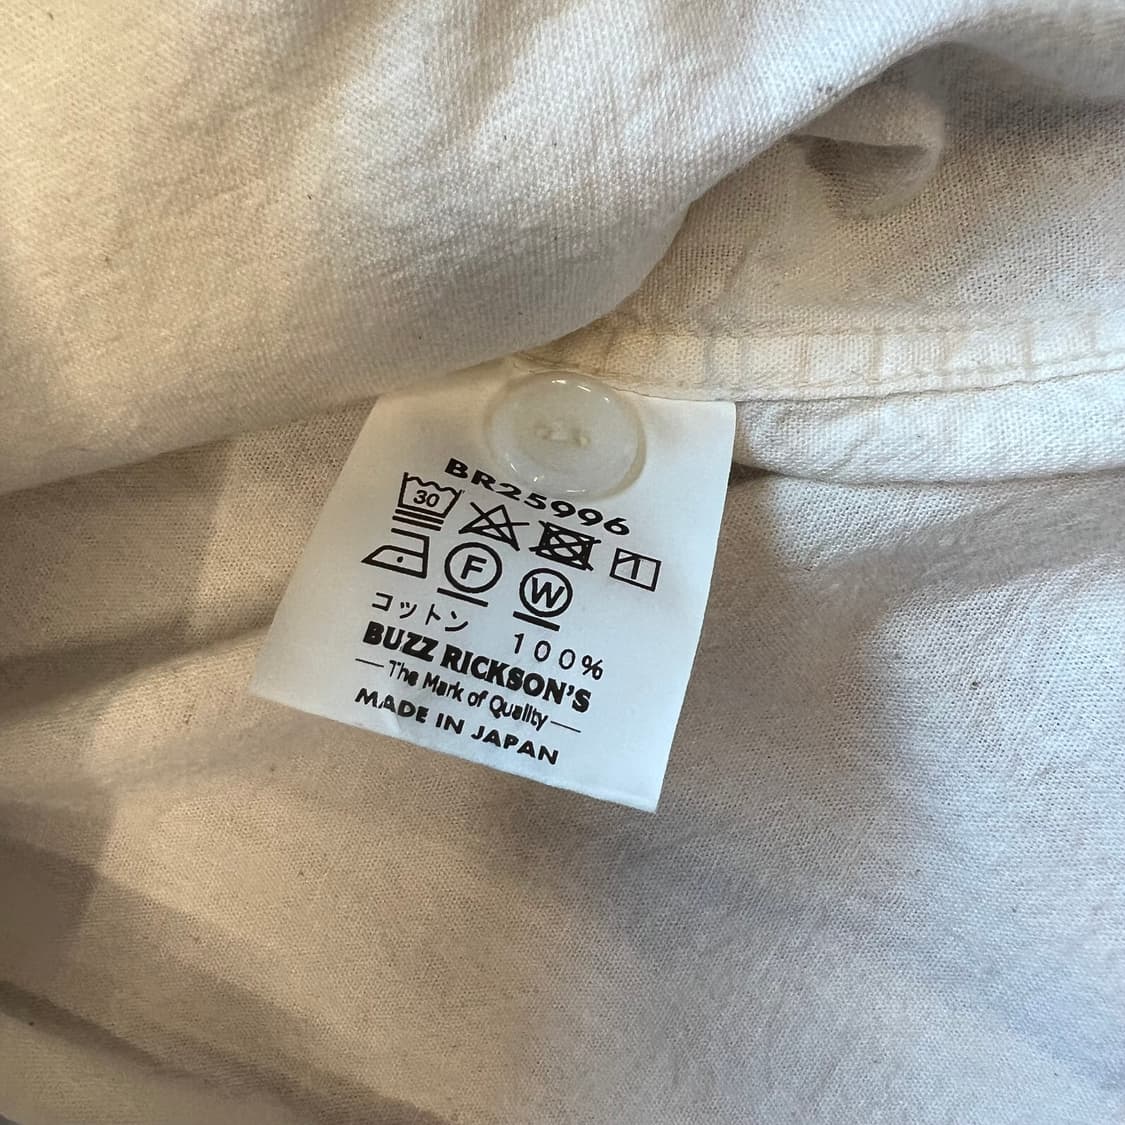 BR25996
30
F W
コットン 100%
BUZZ RICKSON'S
The Mark of Quality
MADE IN JAPAN